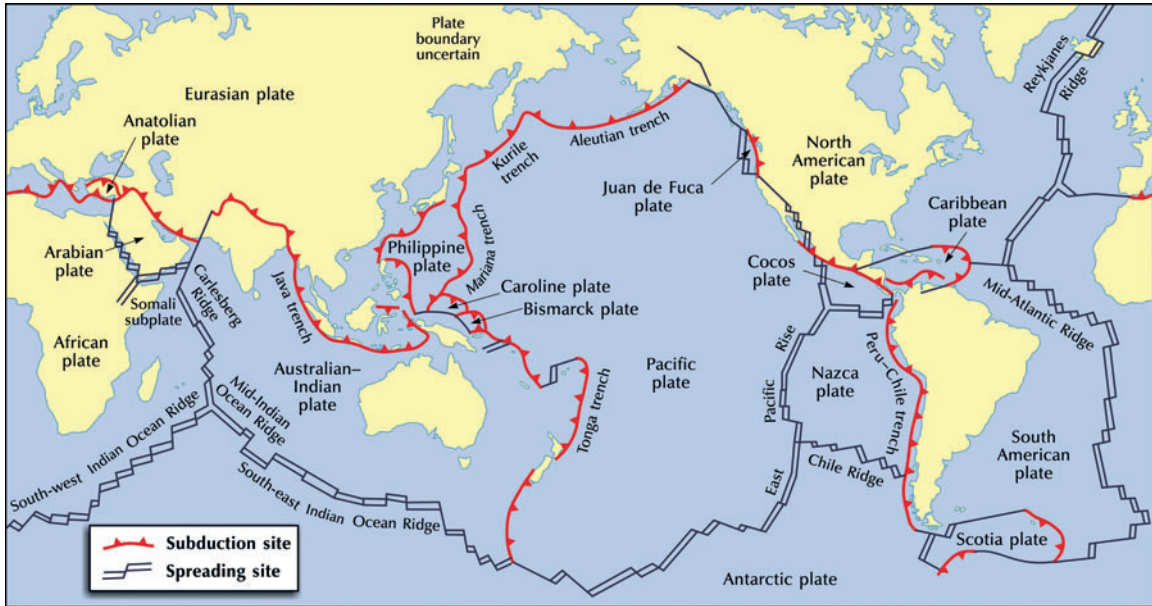 Plate
boundary
uncertain
Reykjanes
Ridge
Eurasian plate
Anatolian
plate
Kurile
trench
Aleutian trench
North
American
plate
Juan de Fuca
plate
Caribbean
plate
Arabian
plate
Carlesberg
Ridge
Somali
subplate
African
plate
Java trench
Philippine
plate
Mariana trench
Caroline plate
Bismarck plate
Cocos
plate
Mid-Atlantic Ridge
Australian–
Indian
plate
Mid-Indian
Ocean Ridge
Pacific
plate
East
Pacific
Rise
Nazca
plate
Peru–Chile trench
Tonga trench
South-west Indian Ocean Ridge
South-east Indian Ocean Ridge
Chile Ridge
South
American
plate
Scotia plate
Antarctic plate
Subduction site
Spreading site